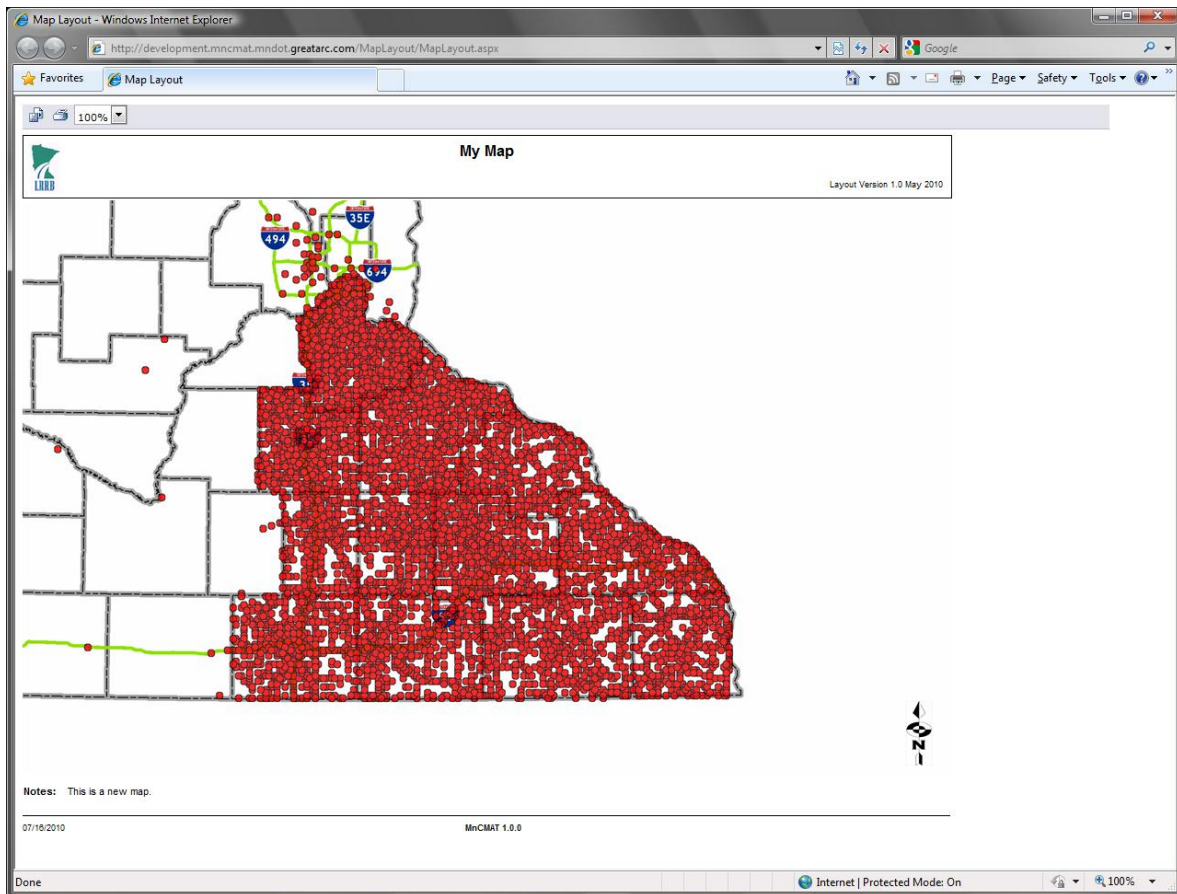 Map Layout - Windows Internet Explorer
http://development.mncmat.mndot.greatarc.com/MapLayout/MapLayout.aspx
Google
Favorites
Map Layout
Page
Safety
Tools
»
100%
My Map
LRRB
Layout Version 1.0 May 2010
35E
494
694
3
N
Notes: This is a new map.
07/16/2010
MnCMAT 1.0.0
Done
Internet | Protected Mode: On
100%